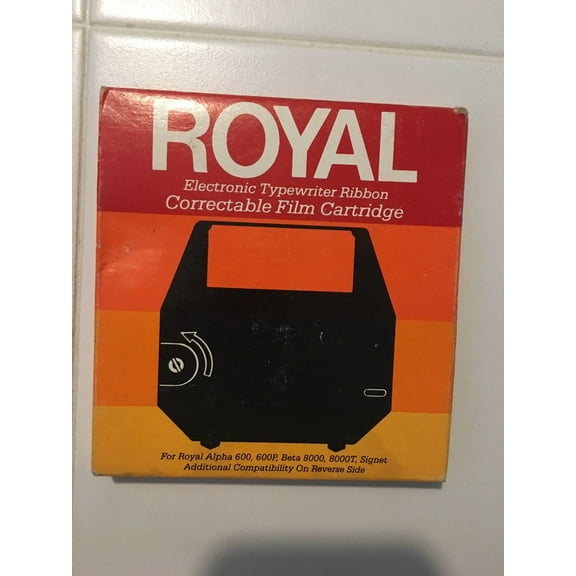 ROYAL
Electronic Typewriter Ribbon
Correctable Film Cartridge
For Royal Alpha 600, 600P, Beta 8000, 8000T, Signet
Additional Compatibility On Reverse Side